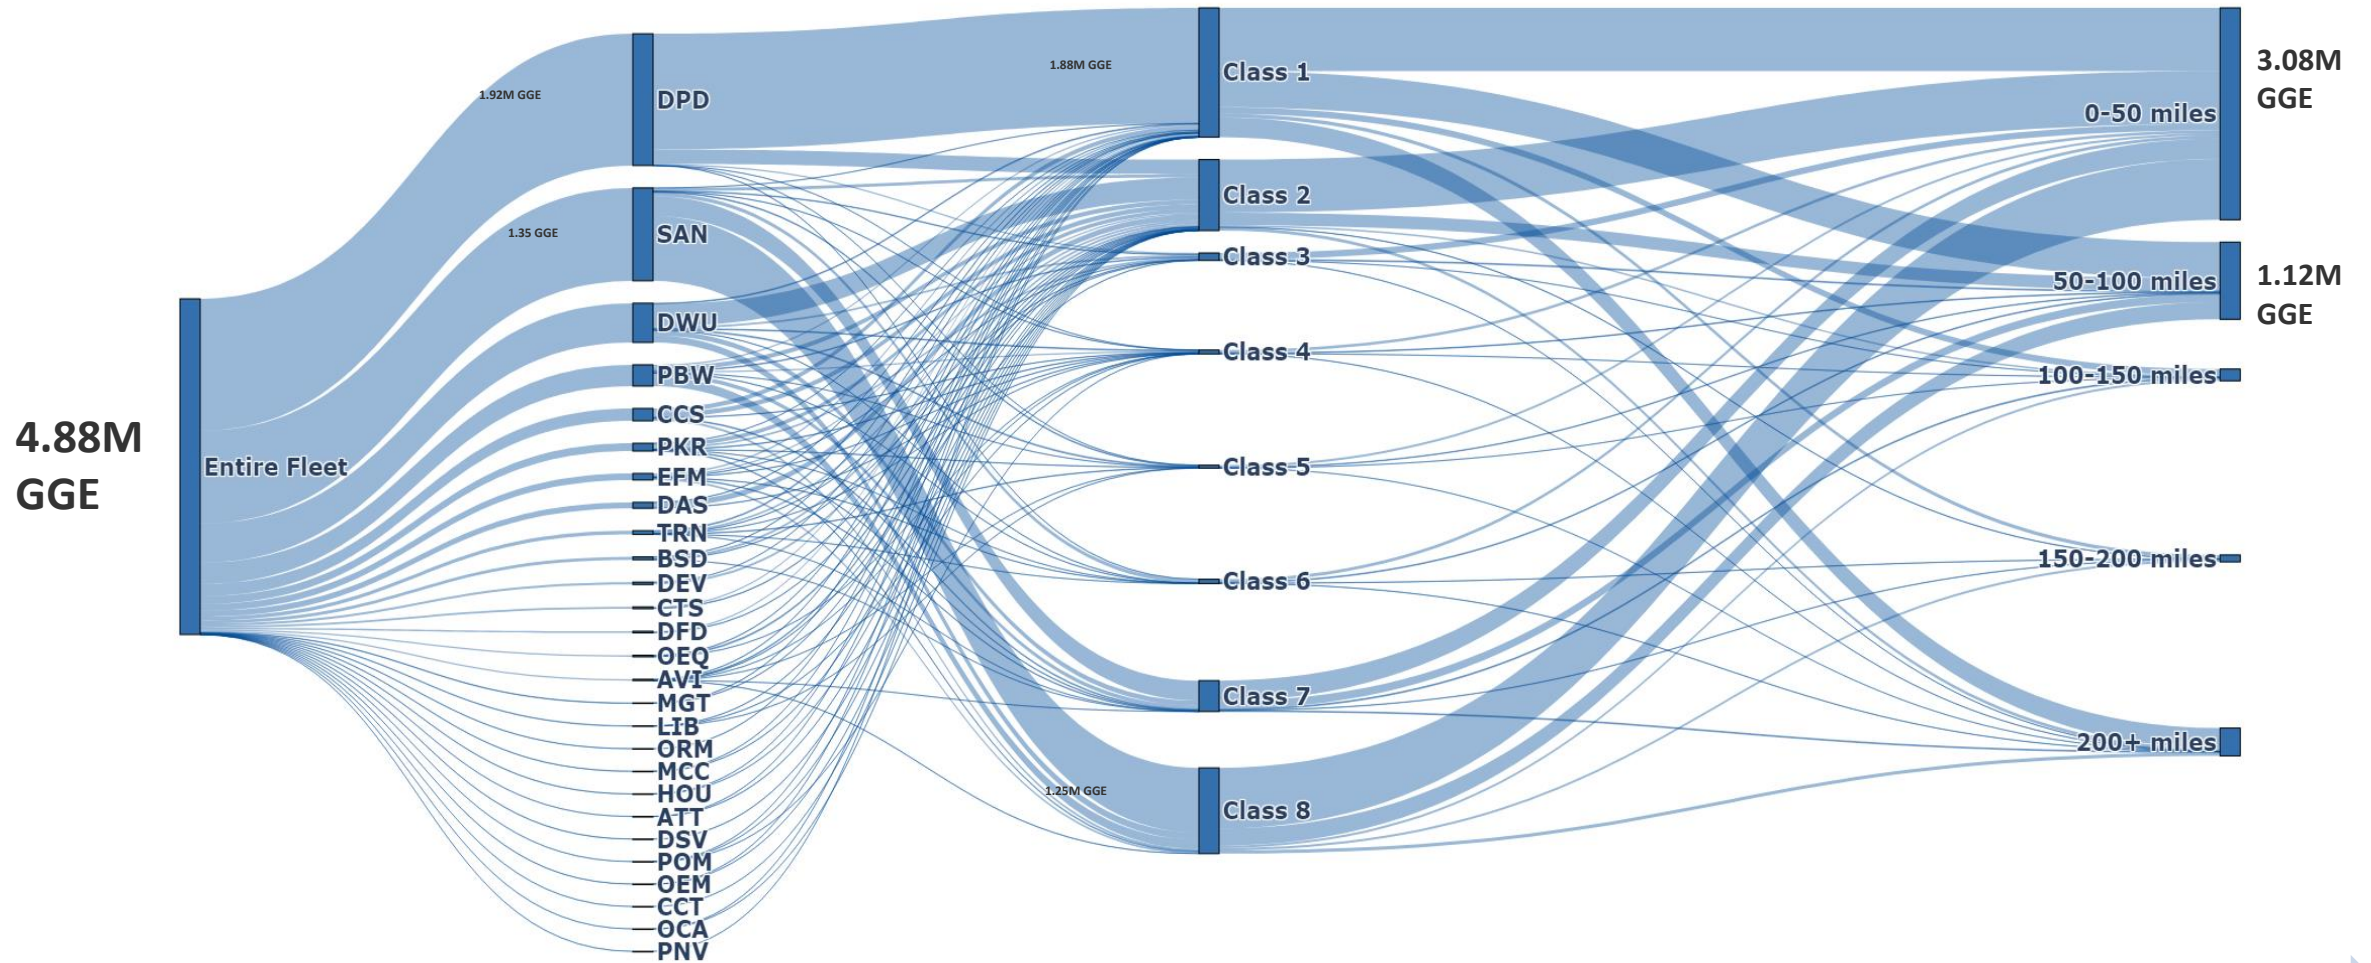 4.88M
GGE
Entire Fleet
1.92M GGE
1.35 GGE
DPD
SAN
DWU
PBW
CCS
PKR
EFM
DAS
TRN
BSD
DEV
CTS
DFD
OEQ
AVI
MGT
LIB
ORM
MCC
HOU
ATT
DSV
POM
OEM
CCT
OCA
PNV
1.88M GGE
1.25M GGE
Class 1
Class 2
Class 3
Class 4
Class 5
Class 6
Class 7
Class 8
0-50 miles
50-100 miles
100-150 miles
150-200 miles
200+ miles
3.08M
GGE
1.12M
GGE